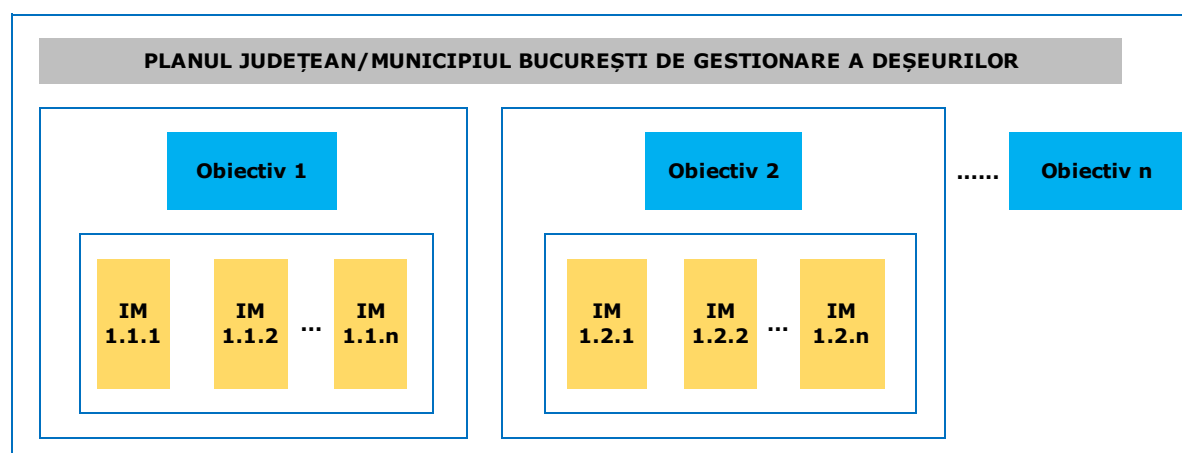 PLANUL JUDEȚEAN/MUNICIPIUL BUCUREȘTI DE GESTIONARE A DEȘEURILOR
Obiectiv 1
Obiectiv 2
......
Obiectiv n
IM
1.1.1
IM
1.1.2
...
IM
1.1.n
IM
1.2.1
IM
1.2.2
...
IM
1.2.n